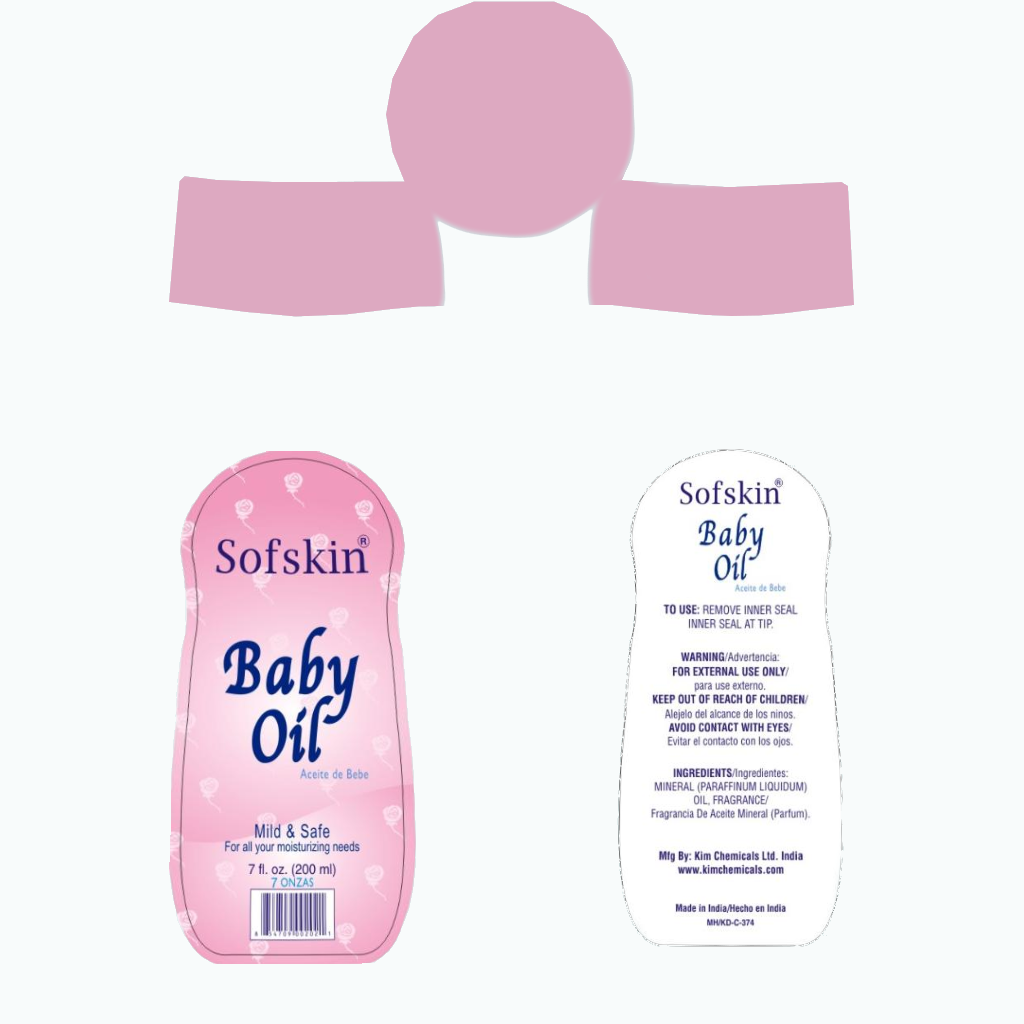 Sofskin®
Baby
Oil
Aceite de Bebe
Mild & Safe
For all your moisturizing needs
7 fl. oz. (200 ml)
7 ONZAS
Sofskin®
Baby
Oil
Aceite de Bebe
TO USE: REMOVE INNER SEAL
INNER SEAL AT TIP.
WARNING/Advertencia:
FOR EXTERNAL USE ONLY/
para use externo.
KEEP OUT OF REACH OF CHILDREN/
Alejelo del alcance de los ninos.
AVOID CONTACT WITH EYES/
Evitar el contacto con los ojos.
INGREDIENTS/Ingredientes:
MINERAL (PARAFFINUM LIQUIDUM)
OIL, FRAGRANCE/
Fragrancia De Aceite Mineral (Parfum).
Mfg By: Kim Chemicals Ltd. India
www.kimchemicals.com
Made in India/Hecho en India
MH/KD-C-374